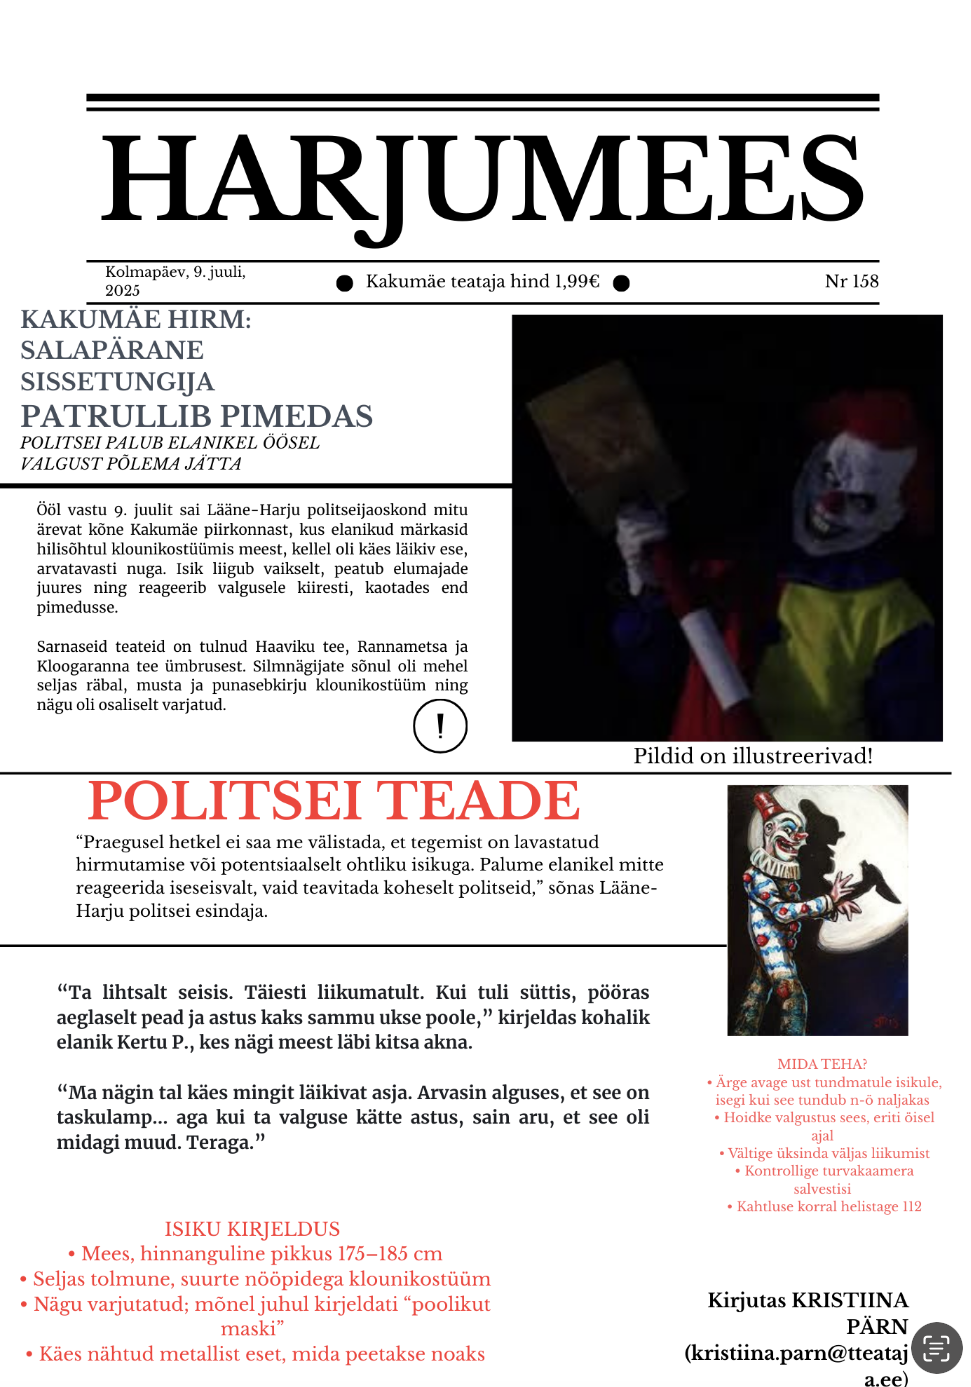 HARJUMEES
Kolmapäev, 9. juuli,
2025
● Kakumäe teataja hind 1,99€ ●
Nr 158
KAKUMÄE HIRM:
SALAPÄRANE
SISSETUNGIJA
PATRULLIB PIMEDAS
POLITSEI PALUB ELANIKEL ÖÖSEL
VALGUST PÕLEMA JÄTTA
Ööl vastu 9. juulit sai Lääne-Harju politseijaoskond mitu
ärevat kõne Kakumäe piirkonnast, kus elanikud märkasid
hilisõhtul klounikostüümis meest, kellel oli käes läikiv ese,
arvatavasti nuga. Isik liigub vaikselt, peatub elumajade
juures ning reageerib valgusele kiiresti, kaotades end
pimedusse.
Sarnaseid teateid on tulnud Haaviku tee, Rannametsa ja
Kloogaranna tee ümbrusest. Silmnägijate sõnul oli mehel
seljas räbal, musta ja punasebkirju klounikostüüm ning
nägu oli osaliselt varjatud.
!
Pildid on illustreerivad!
POLITSEI TEADE
“Praegusel hetkel ei saa me välistada, et tegemist on lavastatud
hirmutamise või potentsiaalselt ohtliku isikuga. Palume elanikel mitte
reageerida iseseisvalt, vaid teavitada koheselt politseid,” sõnas Lääne-
Harju politsei esindaja.
“Ta lihtsalt seisis. Täiesti liikumatult. Kui tuli süttis, pööras
aeglaselt pead ja astus kaks sammu ukse poole,” kirjeldas kohalik
elanik Kertu P., kes nägi meest läbi kitsa akna.
“Ma nägin tal käes mingit läikivat asja. Arvasin alguses, et see on
taskulamp... aga kui ta valguse kätte astus, sain aru, et see oli
midagi muud. Teraga.”
MIDA TEHA?
• Ärge avage ust tundmatule isikule,
isegi kui see tundub n-ö naljakas
• Hoidke valgustus sees, eriti öisel
ajal
• Vältige üksinda väljas liikumist
• Kontrollige turvakaamera
salvestisi
• Kahtluse korral helistage 112
ISIKU KIRJELDUS
• Mees, hinnanguline pikkus 175–185 cm
• Seljas tolmune, suurte nööpidega klounikostüüm
• Nägu varjutatud; mõnel juhul kirjeldati “poolikut
maski”
• Käes nähtud metallist eset, mida peetakse noaks
Kirjutas KRISTIINA
PÄRN
(kristiina.parn@tteataj
a.ee)